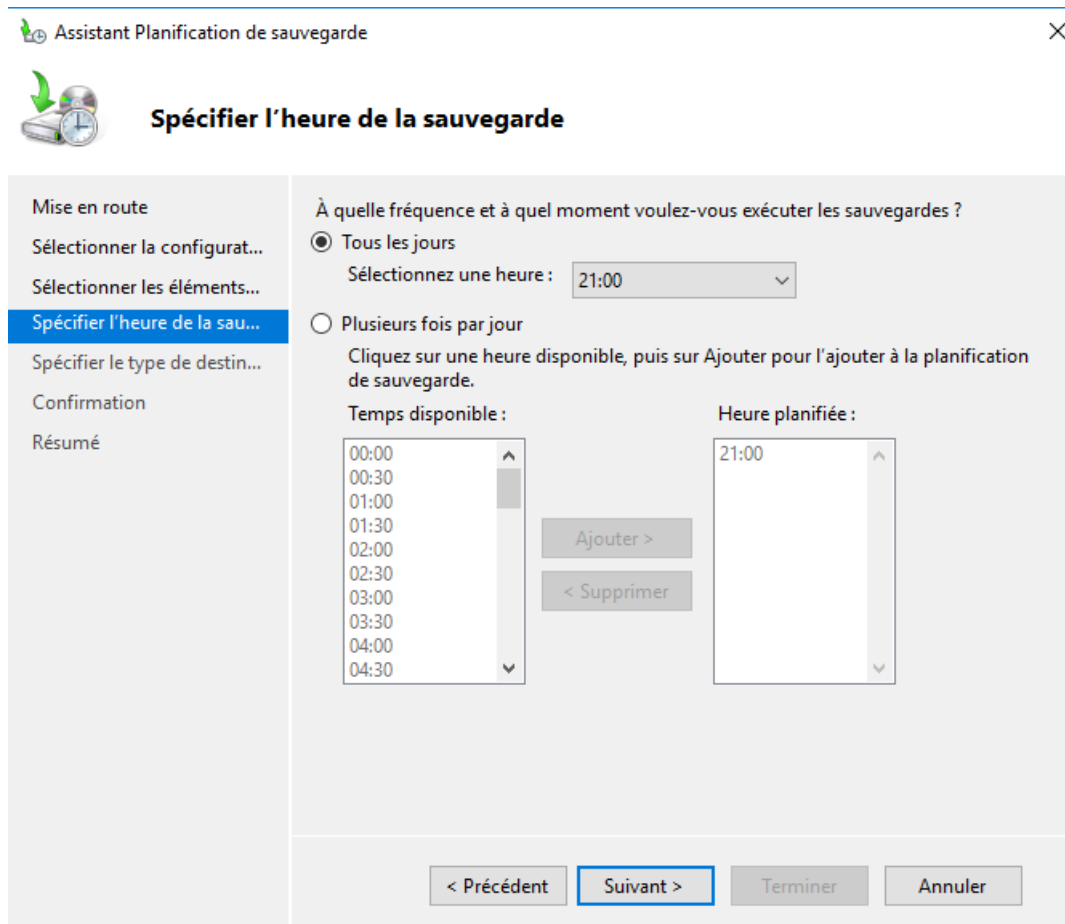 Assistant Planification de sauvegarde
Spécifier l'heure de la sauvegarde
Mise en route
Sélectionner la configurat...
Sélectionner les éléments...
Spécifier l'heure de la sau...
Spécifier le type de destin...
Confirmation
Résumé
À quelle fréquence et à quel moment voulez-vous exécuter les sauvegardes ?
Tous les jours
Sélectionnez une heure : 21:00
Plusieurs fois par jour
Cliquez sur une heure disponible, puis sur Ajouter pour l'ajouter à la planification
de sauvegarde.
Temps disponible :
00:00
00:30
01:00
01:30
02:00
02:30
03:00
03:30
04:00
04:30
Ajouter >
< Supprimer
Heure planifiée :
21:00
< Précédent Suivant > Terminer Annuler